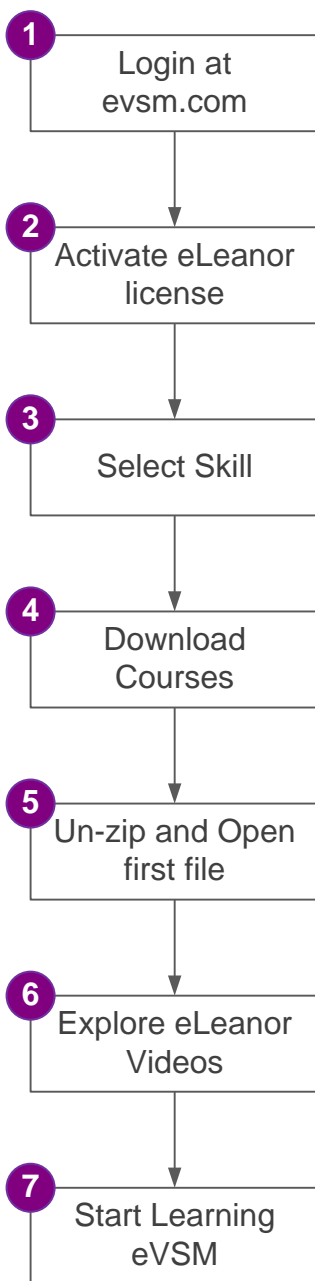 1
Login at
evsm.com
2
Activate eLeanor
license
3
Select Skill
4
Download
Courses
5
Un-zip and Open
first file
6
Explore eLeanor
Videos
7
Start Learning
eVSM